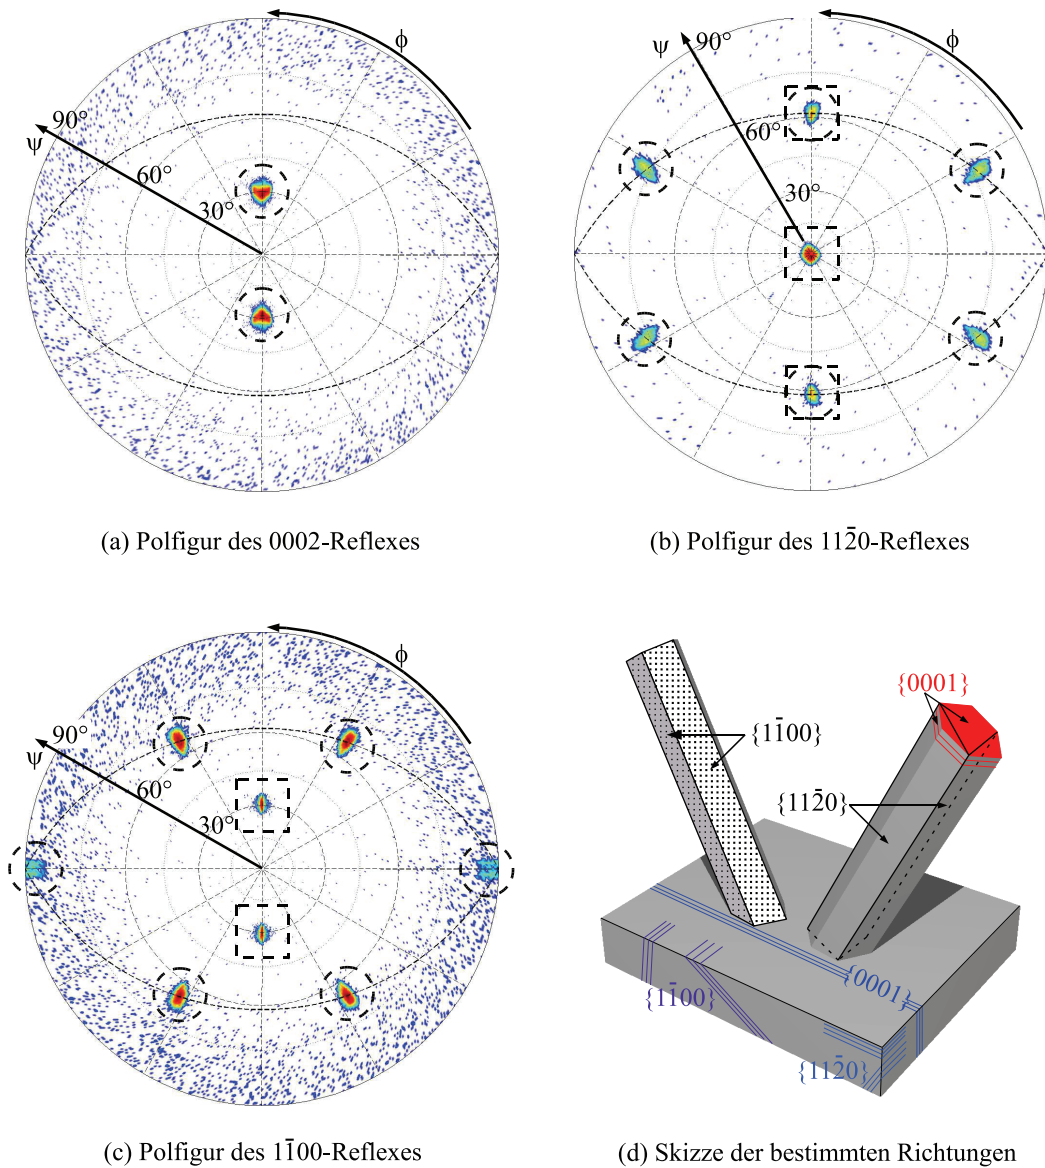 ϕ
90°
ψ
60°
30°
(a) Polfigur des 0002-Reflexes
ψ
90°
ϕ
60°
30°
(b) Polfigur des 112̄0-Reflexes
ϕ
90°
ψ
60°
30°
(c) Polfigur des 11̄00-Reflexes
{0001}
{11̄00}
{112̄0}
{0001}
{11̄00}
{112̄0}
(d) Skizze der bestimmten Richtungen